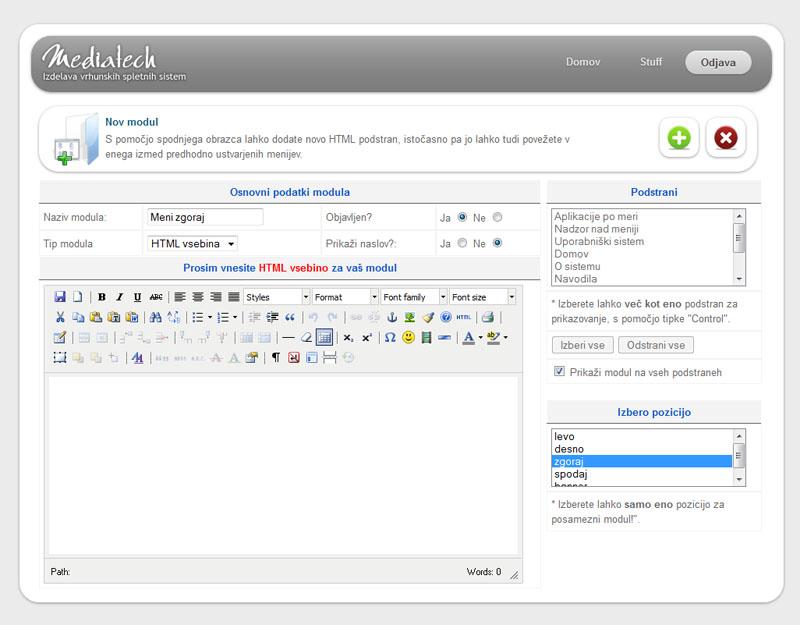 Mediatech
Izdelava vrhunskih spletnih sistem
Domov
Stuff
Odjava
Nov modul
S pomočjo spodnjega obrazca lahko dodate novo HTML podstran, istočasno pa jo lahko tudi povežete v
enega izmed predhodno ustvarjenih menijev.
Osnovni podatki modula
Naziv modula: Meni zgoraj Objavljen? Ja Ne
Tip modula HTML vsebina Prikaži naslov?: Ja Ne
Prosim vnesite HTML vsebino za vaš modul
B I U ABC Styles Format Font family Font size
HTML
Path:
Words: 0
Podstrani
Aplikacije po meri
Nadzor nad meniji
Uporabniški sistem
Domov
O sistemu
Navodila
* Izberete lahko več kot eno podstran za
prikazovanje, s pomočjo tipke "Control".
Izberi vse Odstrani vse
Prikaži modul na vseh podstraneh
Izbero pozicijo
levo
desno
zgoraj
spodaj
* Izberete lahko samo eno pozicijo za
posamezni modul!".